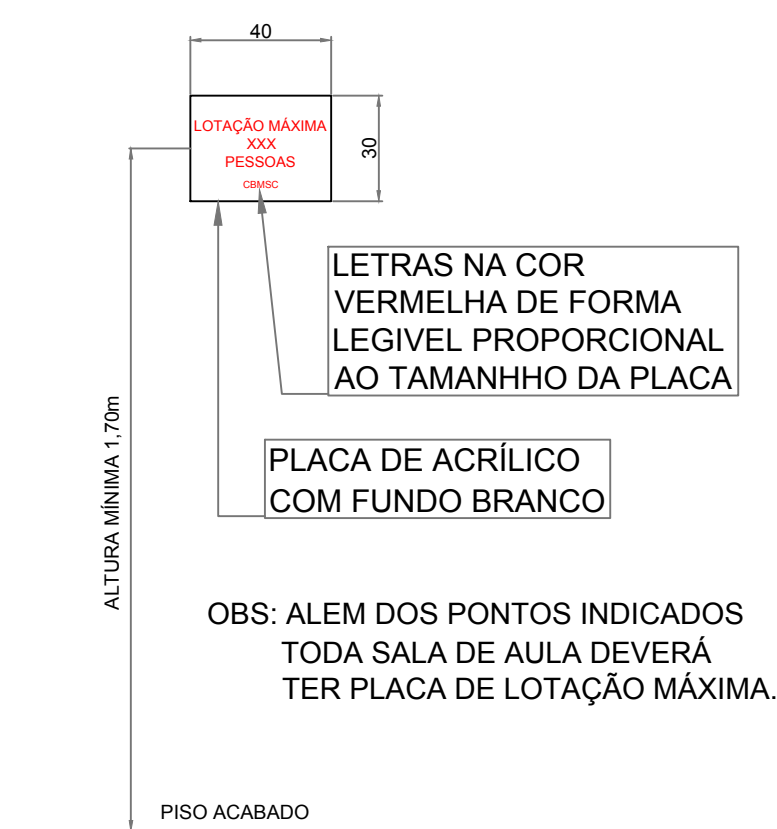 40
LOTAÇÃO MÁXIMA
XXX
PESSOAS
CBMSC
30
LETRAS NA COR
VERMELHA DE FORMA
LEGIVEL PROPORCIONAL
AO TAMANHHO DA PLACA
PLACA DE ACRÍLICO
COM FUNDO BRANCO
ALTURA MÍNIMA 1,70m
OBS: ALEM DOS PONTOS INDICADOS
TODA SALA DE AULA DEVERÁ
TER PLACA DE LOTAÇÃO MÁXIMA.
PISO ACABADO